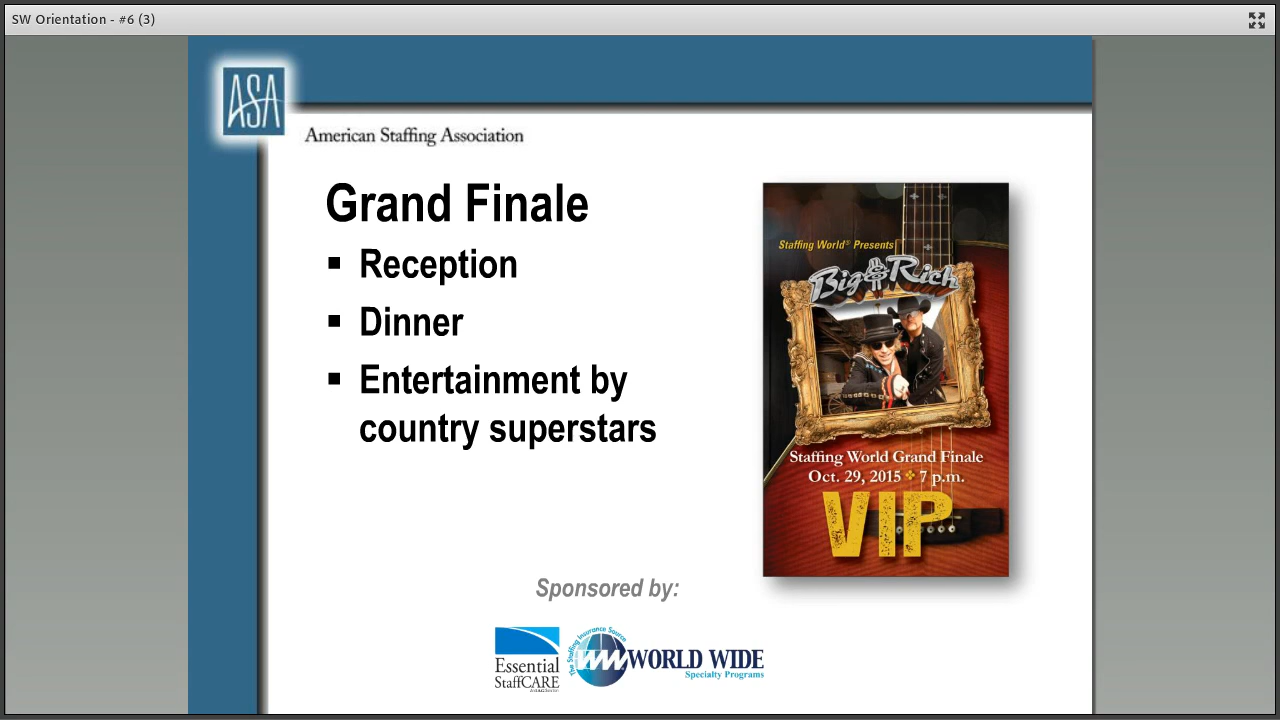 SW Orientation - #6 (3)
ASA
American Staffing Association
Grand Finale
▪ Reception
▪ Dinner
▪ Entertainment by
country superstars
Staffing World® Presents
Big & Rich
Staffing World Grand Finale
Oct. 29, 2015 ✤ 7 p.m.
VIP
Sponsored by:
Essential
StaffCARE
The Staffing Insurance Source
WW WORLD WIDE
Specialty Programs